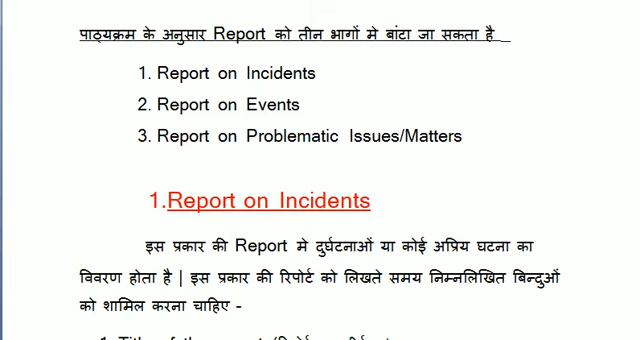 पाठ्यक्रम के अनुसार Report को तीन भागों मे बांटा जा सकता है _
1. Report on Incidents
2. Report on Events
3. Report on Problematic Issues/Matters
1.Report on Incidents
इस प्रकार की Report मे दुर्घटनाओं या कोई अप्रिय घटना का
विवरण होता है | इस प्रकार की रिपोर्ट को लिखते समय निम्नलिखित बिन्दुओं
को शामिल करना चाहिए -